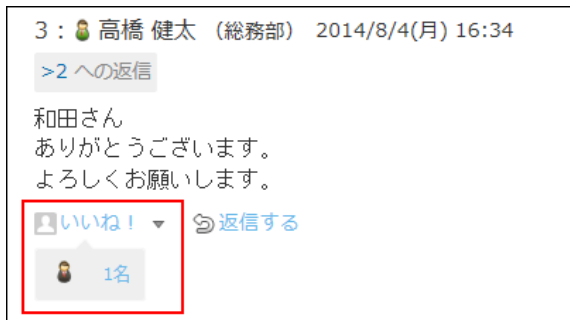 3：高橋 健太 （総務部） 2014/8/4(月) 16:34
>2 への返信
和田さん
ありがとうございます。
よろしくお願いします。
いいね！ ▼ 返信する
1名